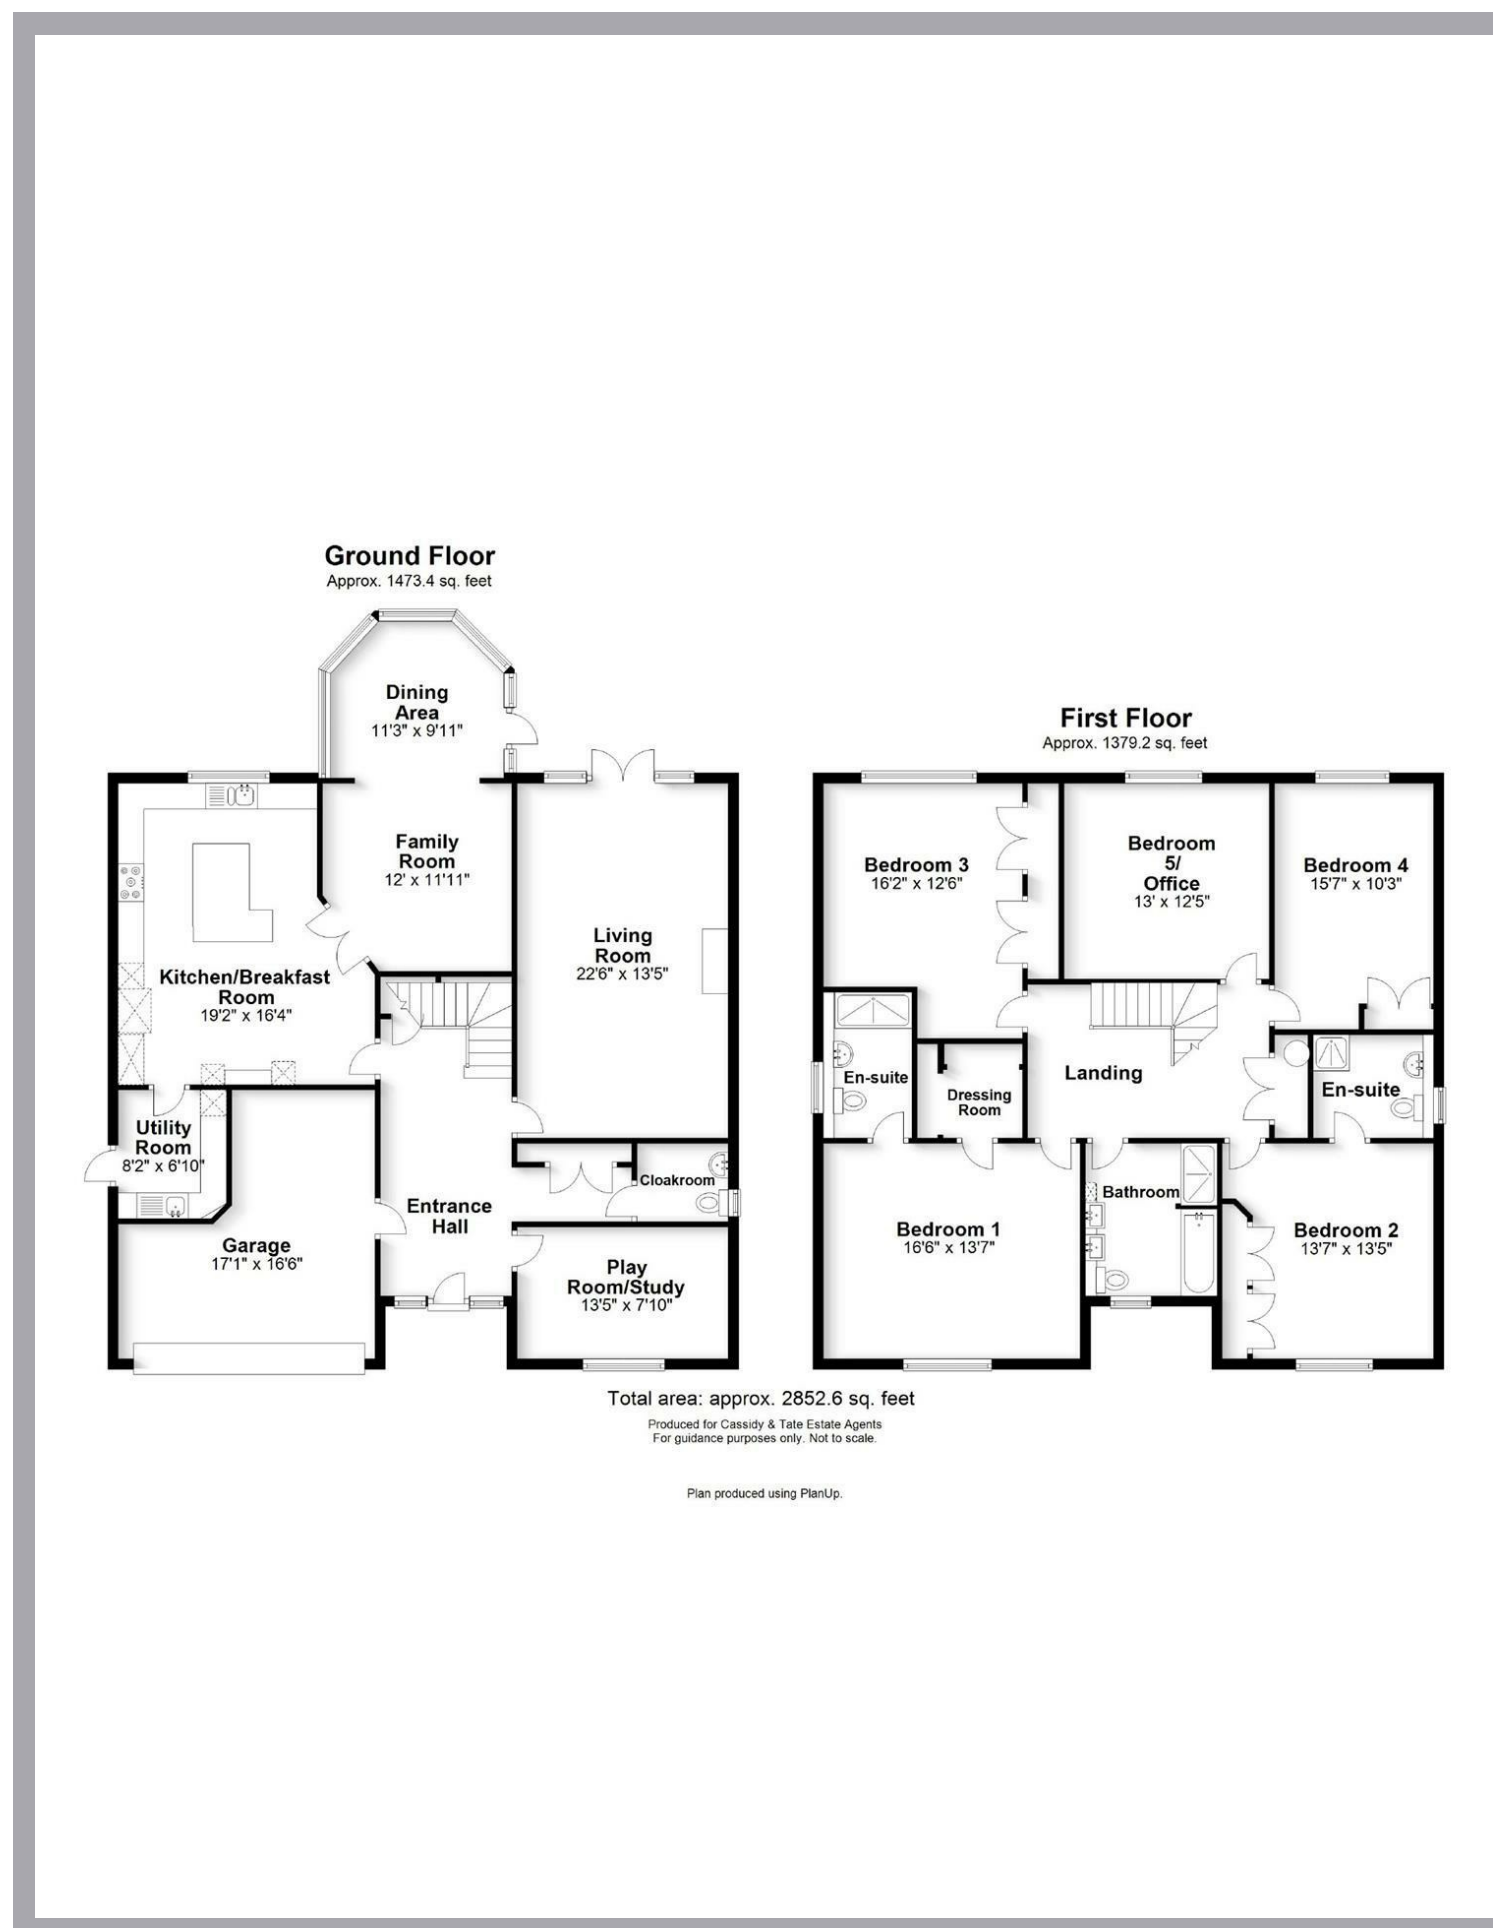 Ground Floor
Approx. 1473.4 sq. feet
Dining
Area
11'3" x 9'11"
Family
Room
12' x 11'11"
Living
Room
22'6" x 13'5"
Kitchen/Breakfast
Room
19'2" x 16'4"
Utility
Room
8'2" x 6'10"
Cloakroom
Entrance
Hall
Garage
17'1" x 16'6"
Play
Room/Study
13'5" x 7'10"
First Floor
Approx. 1379.2 sq. feet
Bedroom 3
16'2" x 12'6"
Bedroom
5/
Office
13' x 12'5"
Bedroom 4
15'7" x 10'3"
En-suite
Dressing
Room
Landing
En-suite
Bathroom
Bedroom 1
16'6" x 13'7"
Bedroom 2
13'7" x 13'5"
Total area: approx. 2852.6 sq. feet
Produced for Cassidy & Tate Estate Agents
For guidance purposes only. Not to scale.
Plan produced using PlanUp.